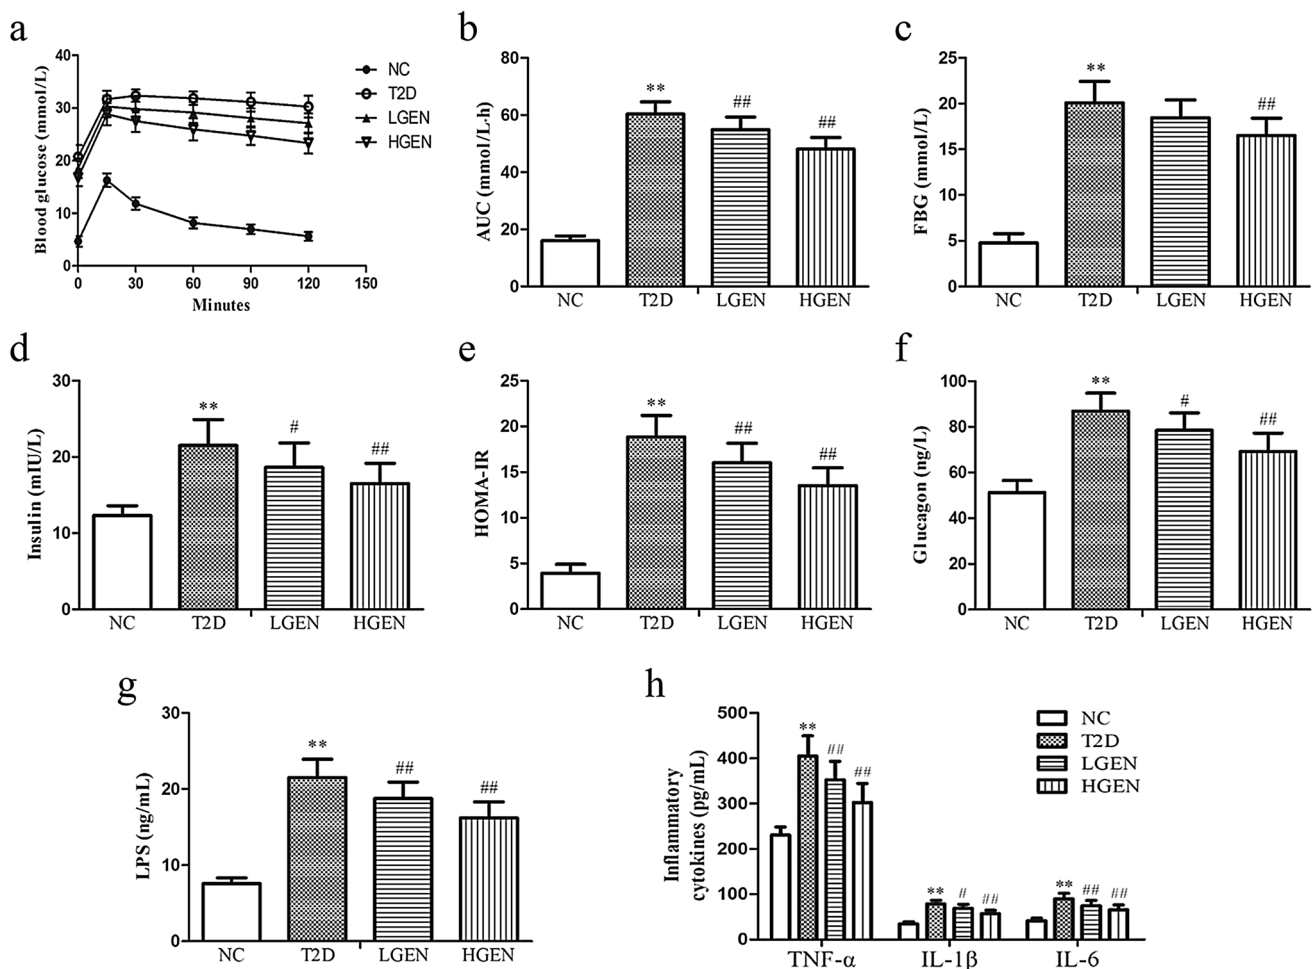 a
Blood glucose (mmol/L)
40
30
20
10
0
0 30 60 90 120 150
Minutes
NC
T2D
LGEN
HGEN
b
AUC (mmol/L·h)
80
60
40
20
0
**
##
##
NC T2D LGEN HGEN
c
FBG (mmol/L)
25
20
15
10
5
0
**
##
NC T2D LGEN HGEN
d
Insulin (mIU/L)
30
20
10
0
**
#
##
NC T2D LGEN HGEN
e
HOMA-IR
25
20
15
10
5
0
**
##
##
NC T2D LGEN HGEN
f
Glucagon (ng/L)
100
80
60
40
20
0
**
#
##
NC T2D LGEN HGEN
g
LPS (ng/mL)
30
20
10
0
**
##
##
NC T2D LGEN HGEN
h
Inflammatory
cytokines (pg/mL)
500
400
300
200
100
0
** ## ##
** # ##
** ## ##
TNF-α IL-1β IL-6
NC
T2D
LGEN
HGEN